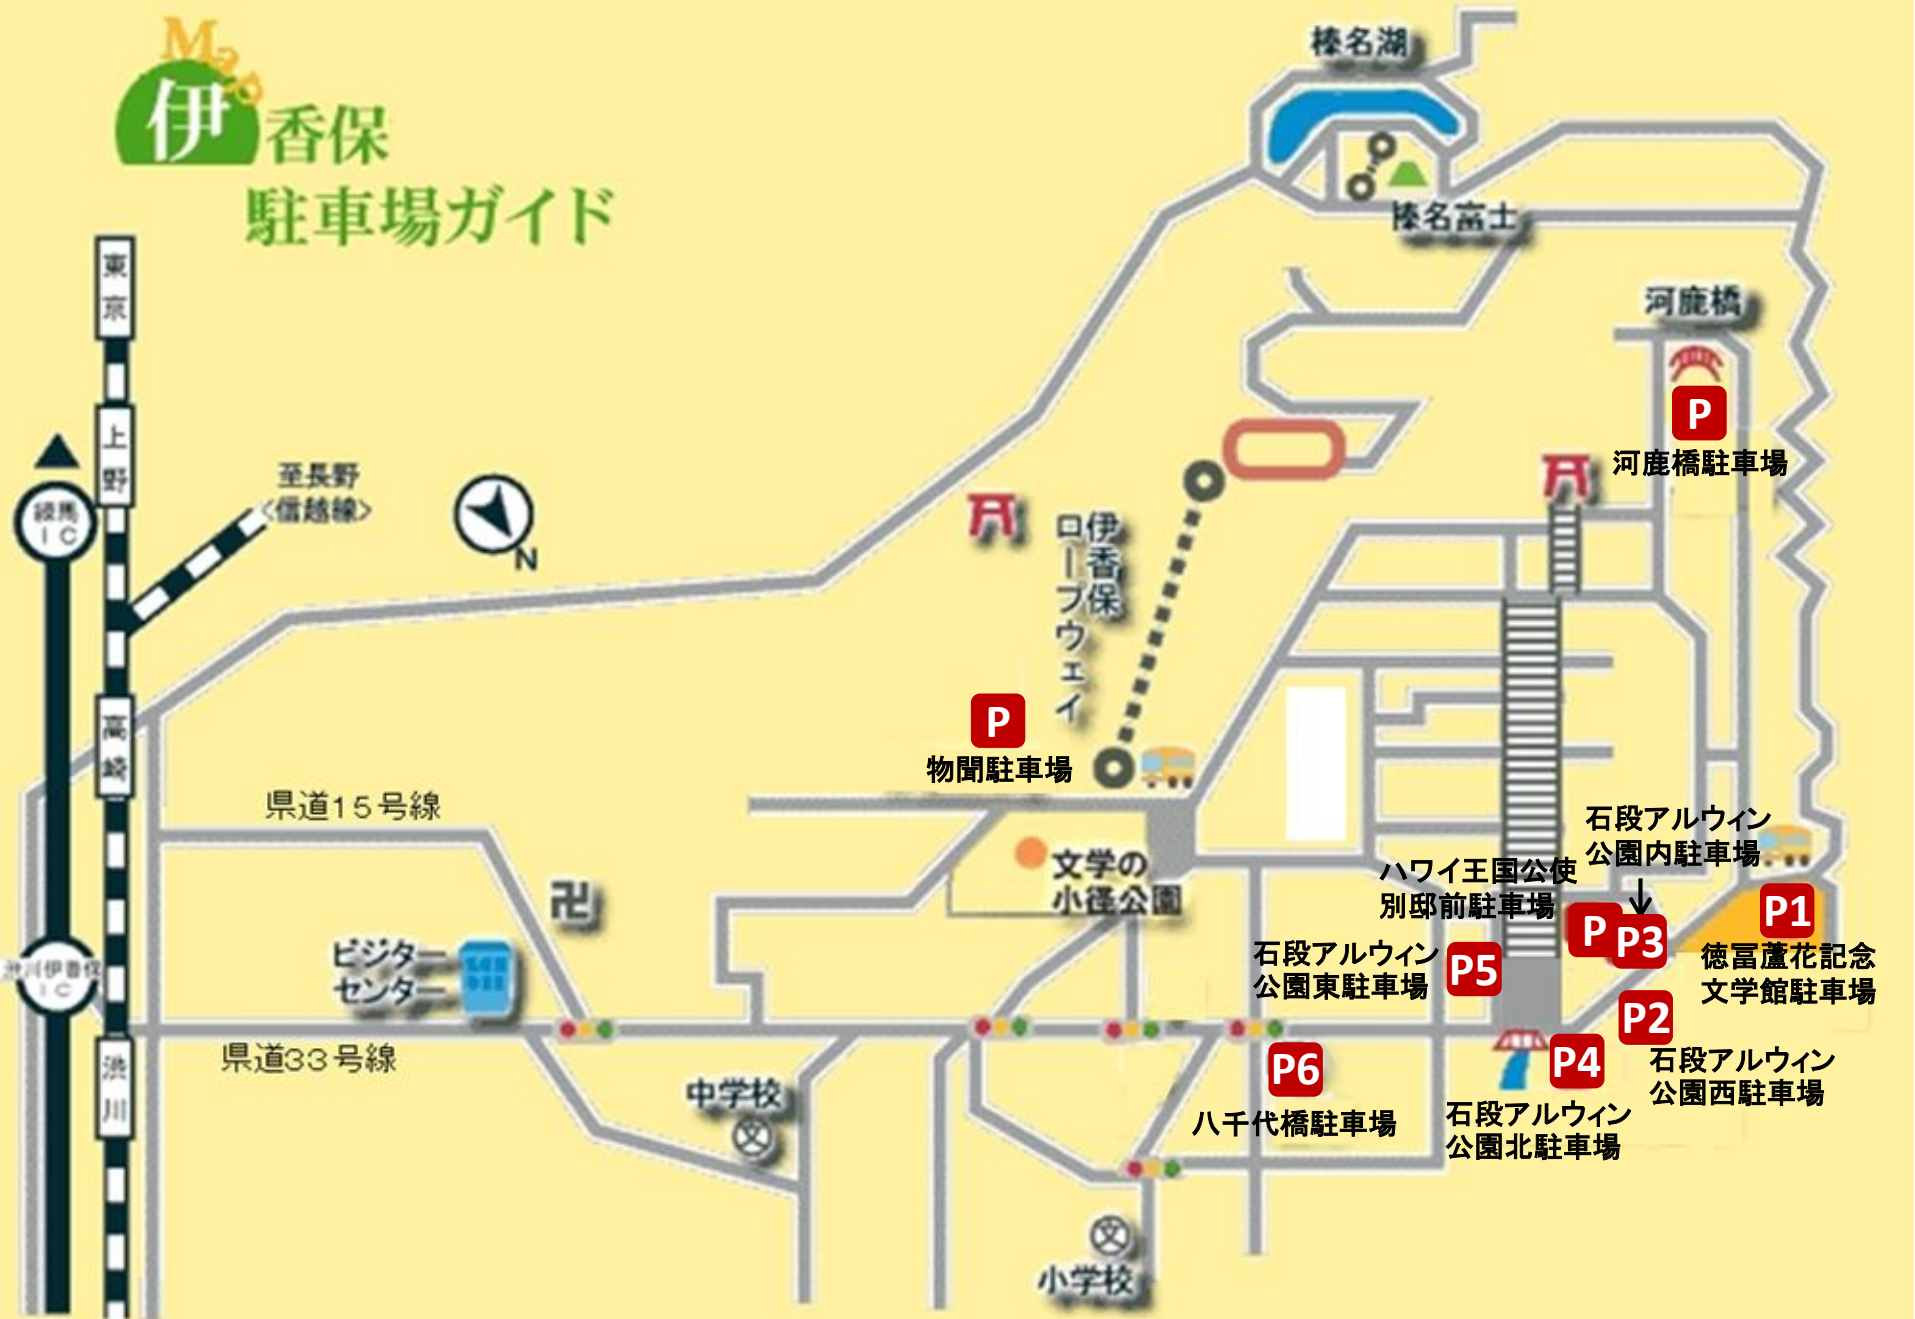 Map
伊香保
駐車場ガイド
榛名湖
榛名富士
河鹿橋
P
河鹿橋駐車場
東京
上野
至長野
<信越線>
練馬
IC
N
伊香保
ロープウェイ
P
物聞駐車場
高崎
県道15号線
文学の
小径公園
石段アルウィン
公園内駐車場
ハワイ王国公使
別邸前駐車場
P
P3
P1
徳冨蘆花記念
文学館駐車場
卍
ビジター
センター
石段アルウィン
公園東駐車場
P5
P2
石段アルウィン
公園西駐車場
渋川伊香保
IC
県道33号線
渋川
P4
石段アルウィン
公園北駐車場
P6
八千代橋駐車場
中学校
文
文
小学校